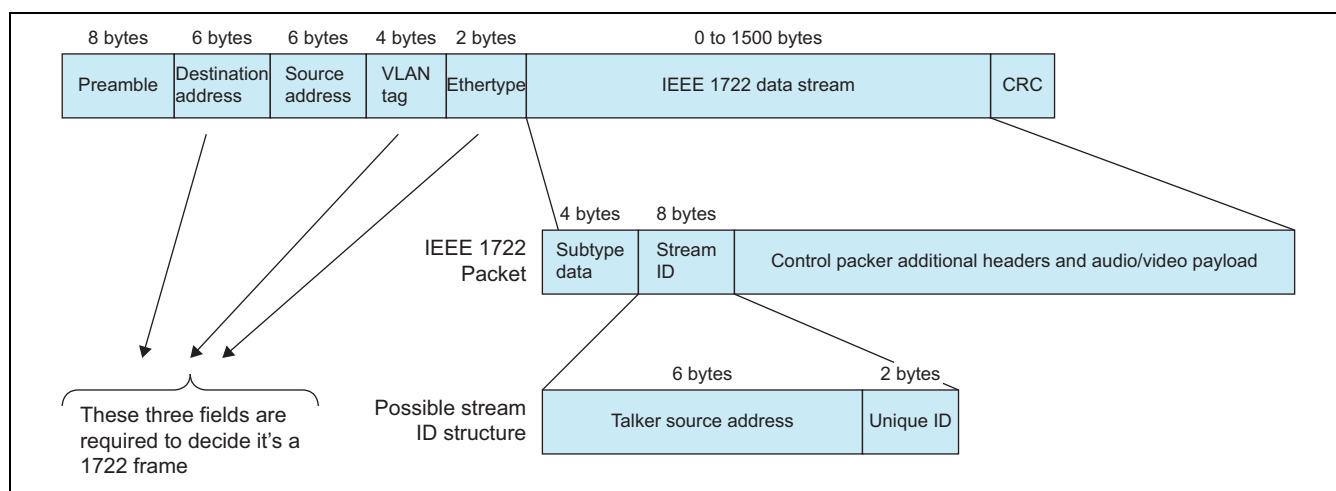 8 bytes 6 bytes 6 bytes 4 bytes 2 bytes 0 to 1500 bytes
Preamble
Destination
address
Source
address
VLAN
tag
Ethertype
IEEE 1722 data stream
CRC
4 bytes 8 bytes
IEEE 1722
Packet
Subtype
data
Stream
ID
Control packer additional headers and audio/video payload
6 bytes 2 bytes
Possible stream
ID structure
Talker source address
Unique ID
These three fields are
required to decide it's a
1722 frame